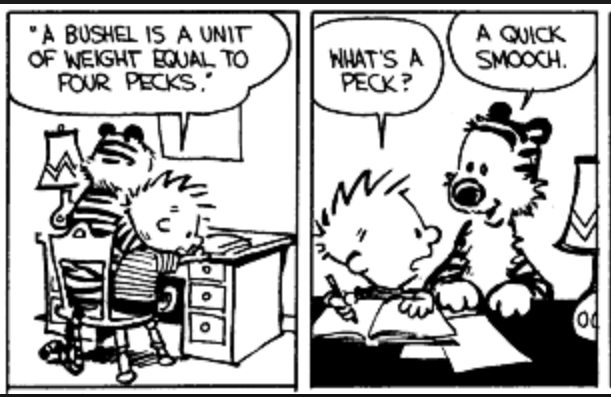 "A BUSHEL IS A UNIT
OF WEIGHT EQUAL TO
FOUR PECKS."
WHAT'S A
PECK?
A QUICK
SMOOCH.